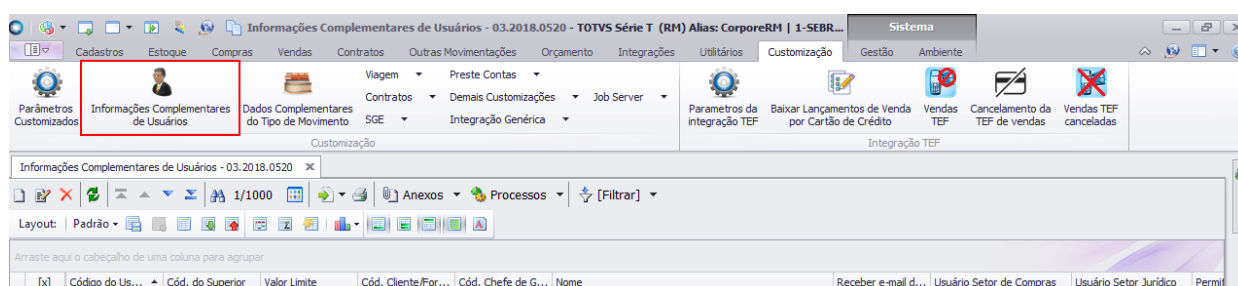 Informações Complementares de Usuários - 03.2018.0520 - TOTVS Série T (RM) Alias: CorporeRM | 1-SEBR... Sistema
Cadastros Estoque Compras Vendas Contratos Outras Movimentações Orçamento Integrações Utilitários Customização Gestão Ambiente
Viagem Preste Contas
Contratos Demais Customizações Job Server
SGE Integração Genérica
Parâmetros Customizados
Informações Complementares de Usuários
Dados Complementares do Tipo de Movimento
Parametros da integração TEF
Baixar Lançamentos de Venda por Cartão de Crédito
Vendas TEF
Cancelamento da TEF de vendas
Vendas TEF canceladas
Customização Integração TEF
Informações Complementares de Usuários - 03.2018.0520
1/1000 Anexos Processos [Filtrar]
Layout: Padrão
Arraste aqui o cabeçalho de uma coluna para agrupar
[x] Código do Us... Cód. do Superior Valor Limite Cód. Cliente/For... Cód. Chefe de G... Nome Receber e-mail d... Usuário Setor de Compras Usuário Setor Jurídico Permit